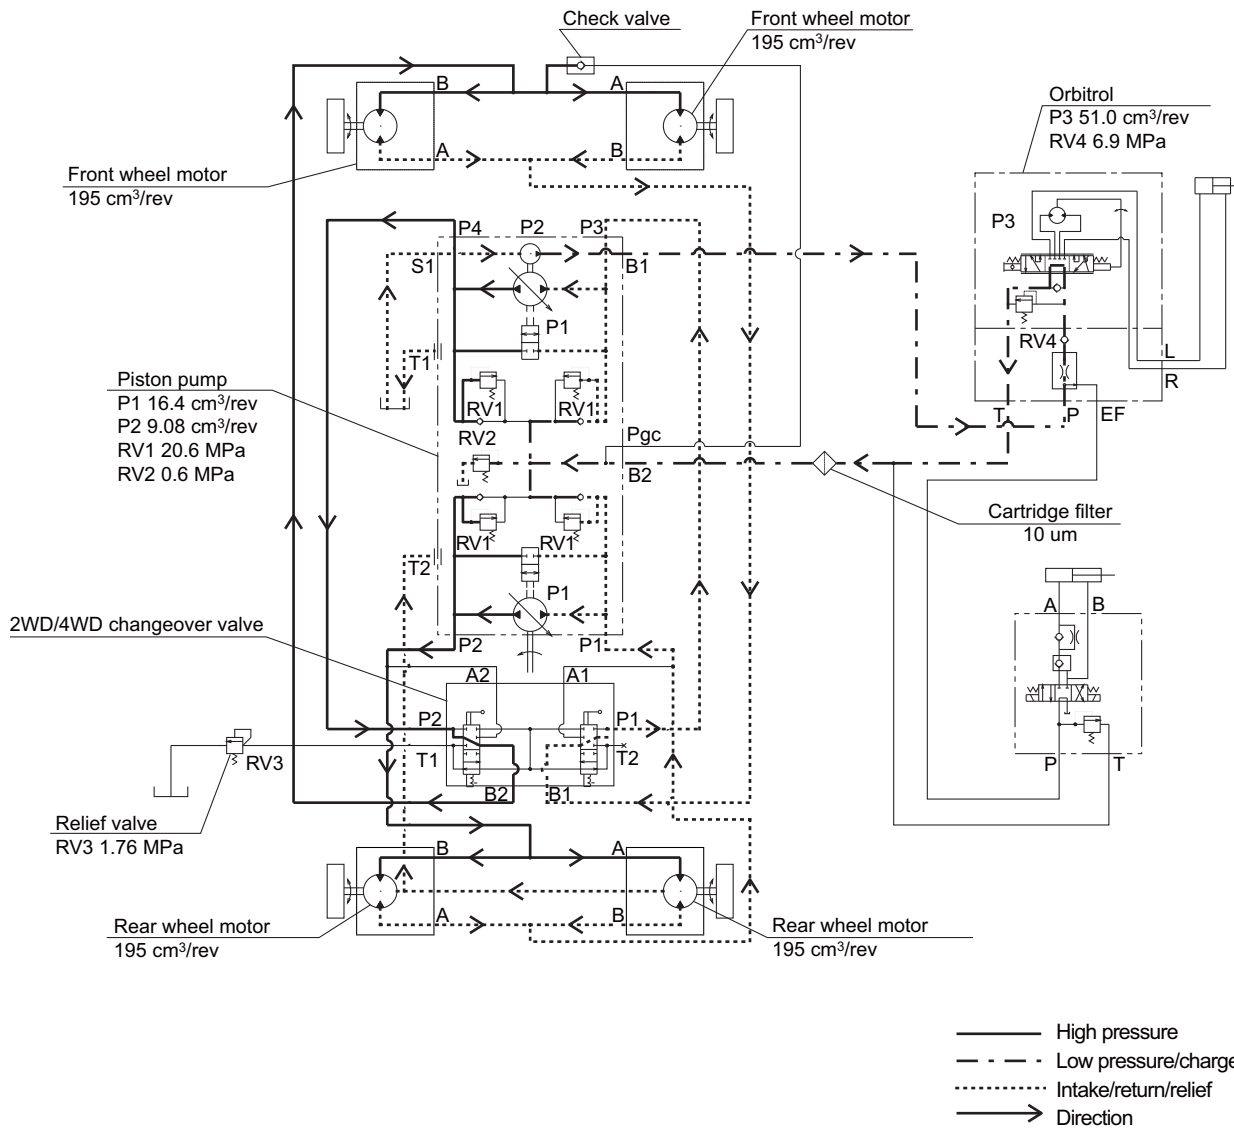 Check valve
Front wheel motor
195 cm³/rev
Orbitrol
P3 51.0 cm³/rev
RV4 6.9 MPa
B
A
A
B
Front wheel motor
195 cm³/rev
P4
P2
P3
S1
B1
P3
P1
T1
RV4
L
R
Piston pump
P1 16.4 cm³/rev
P2 9.08 cm³/rev
RV1 20.6 MPa
RV2 0.6 MPa
RV1
RV1
T
P
EF
RV2
Pgc
B2
Cartridge filter
10 um
RV1
RV1
T2
P1
A
B
2WD/4WD changeover valve
P2
P1
A2
A1
P2
P1
T1
T2
RV3
B2
B1
P
T
Relief valve
RV3 1.76 MPa
B
A
A
B
Rear wheel motor
195 cm³/rev
Rear wheel motor
195 cm³/rev
High pressure
Low pressure/charge
Intake/return/relief
Direction